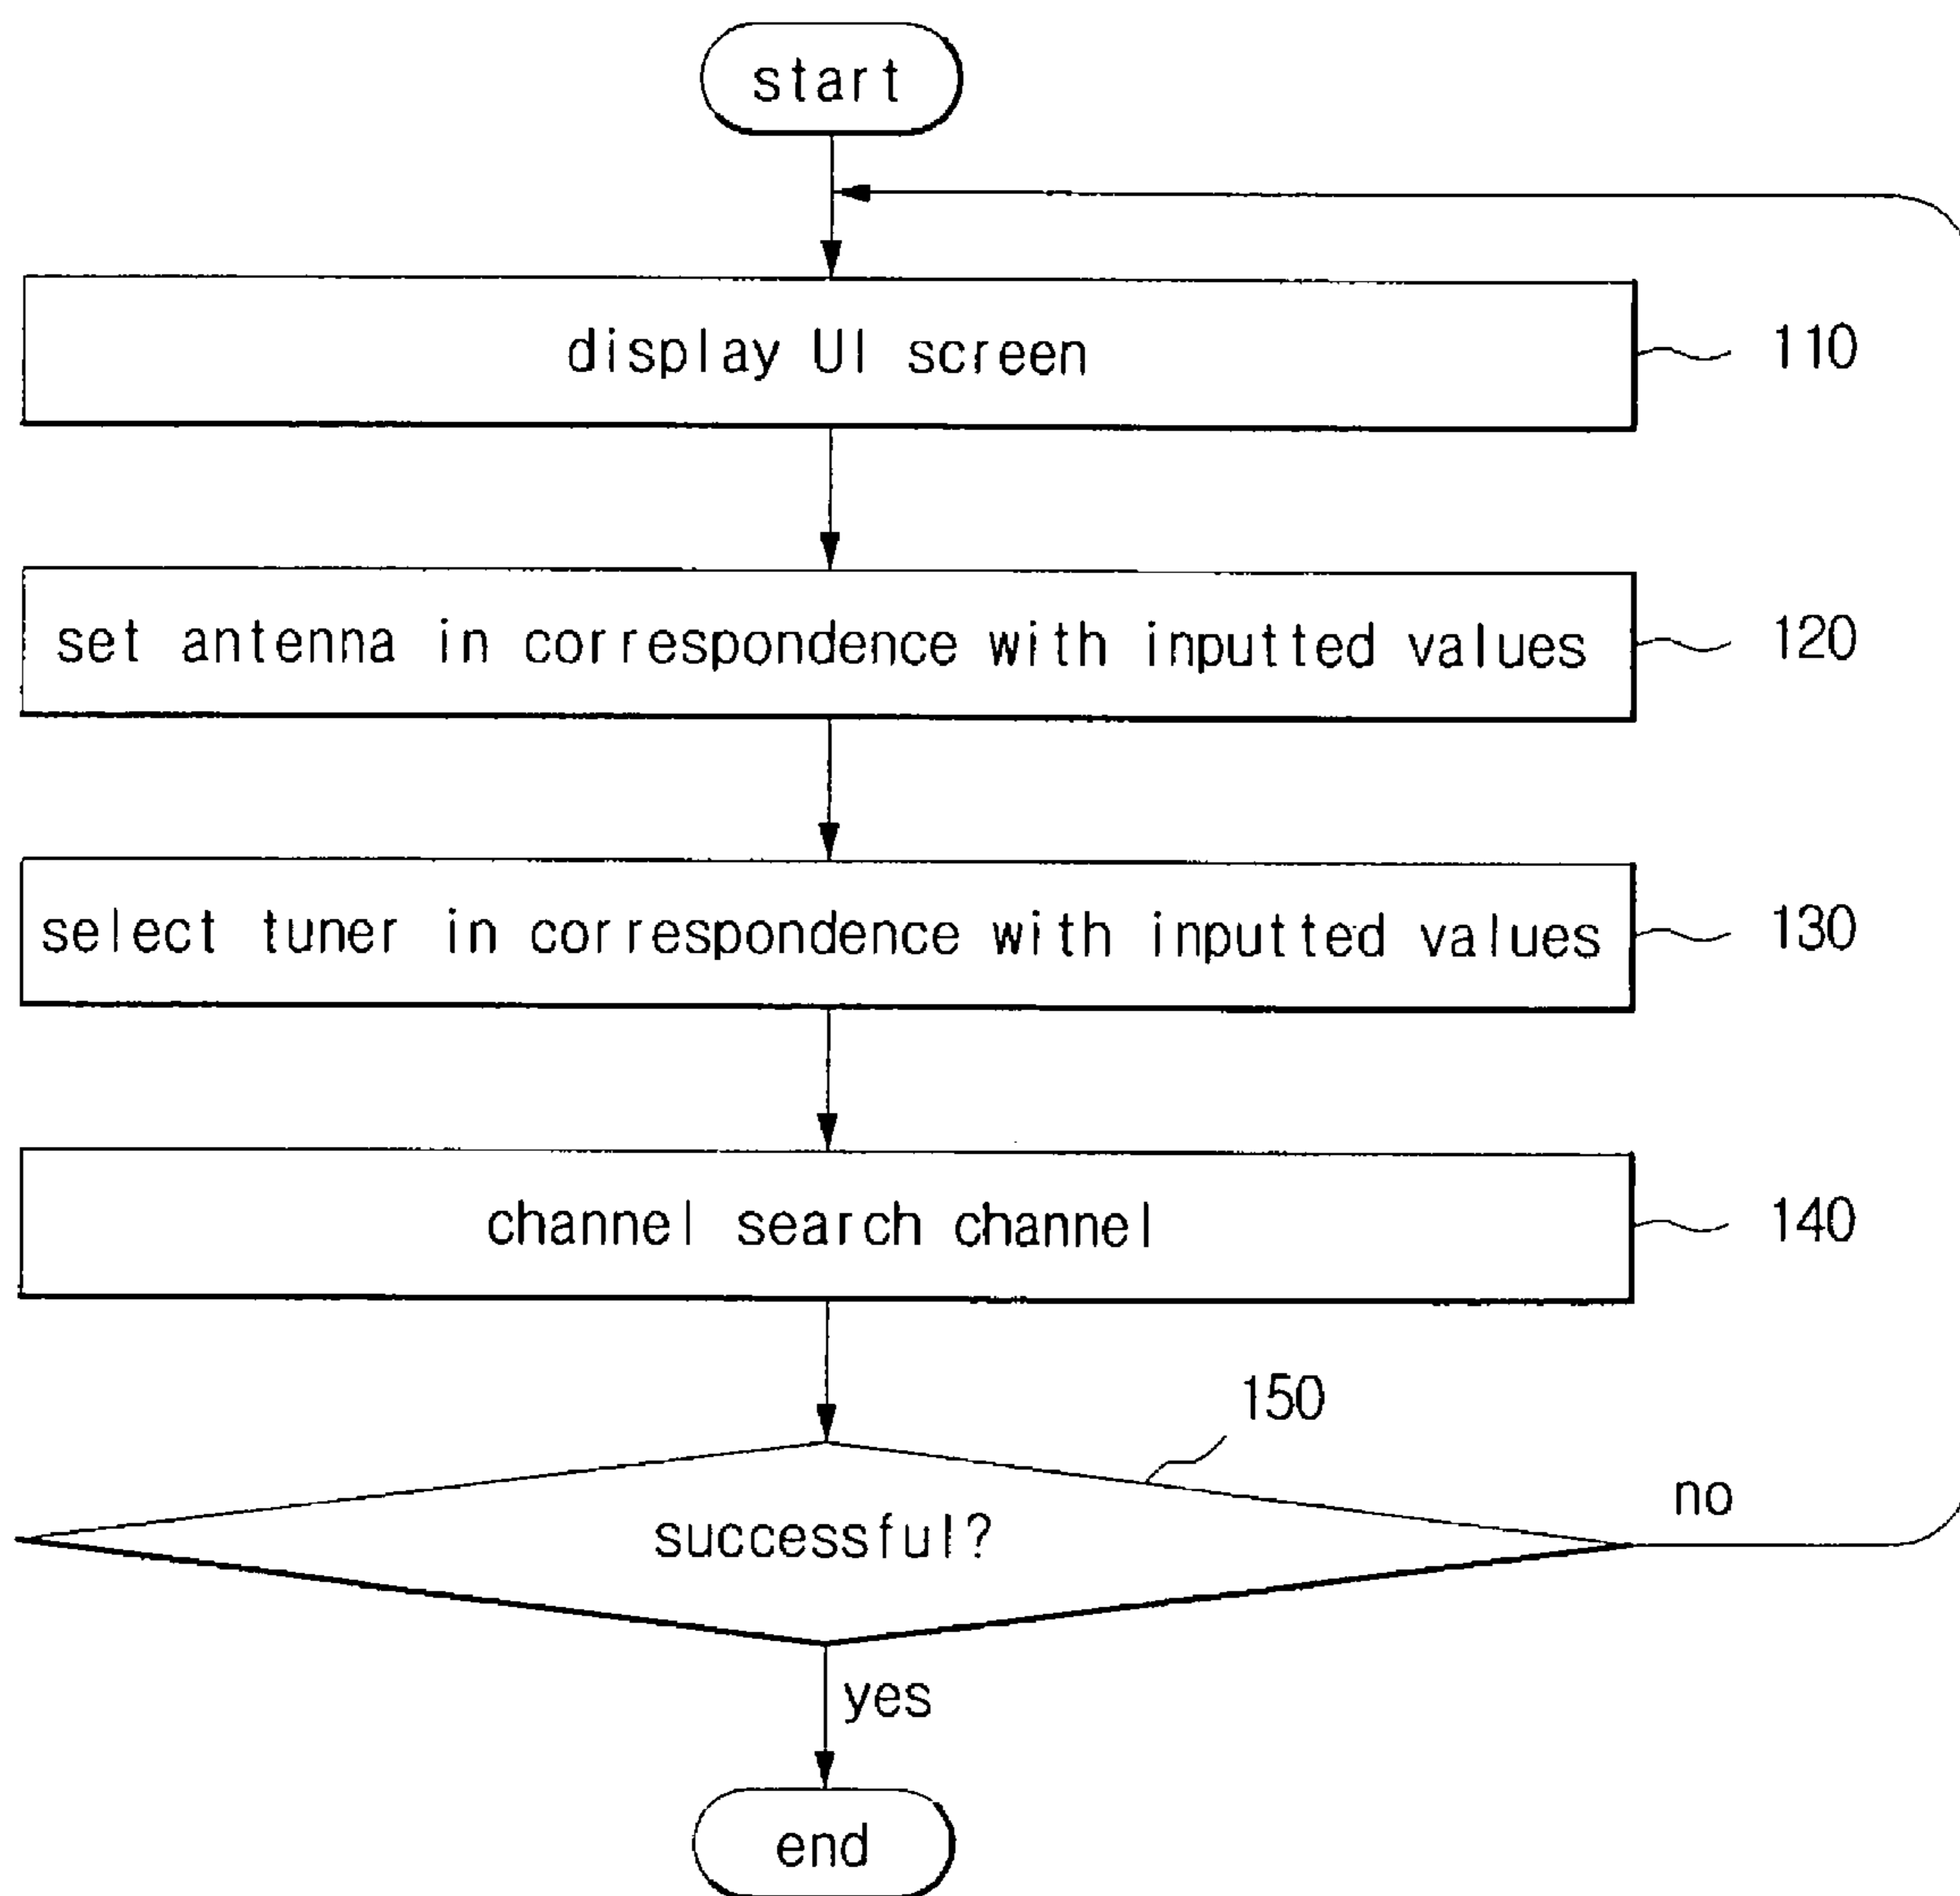 start
display UI screen
110
set antenna in correspondence with inputted values
120
select tuner in correspondence with inputted values
130
channel search channel
140
150
successful?
no
yes
end